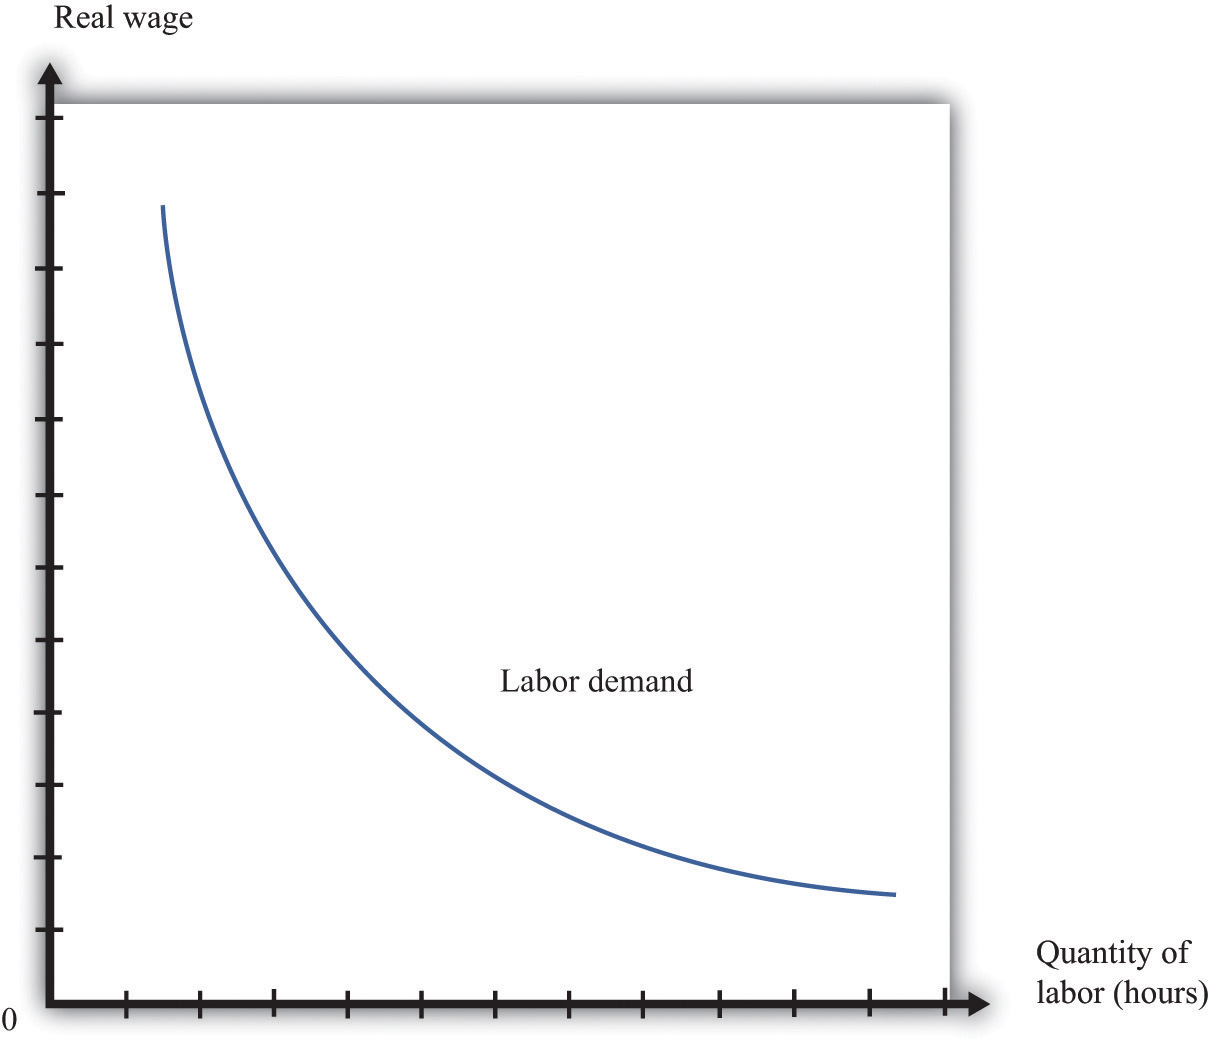 Real wage
Labor demand
Quantity of
labor (hours)
0